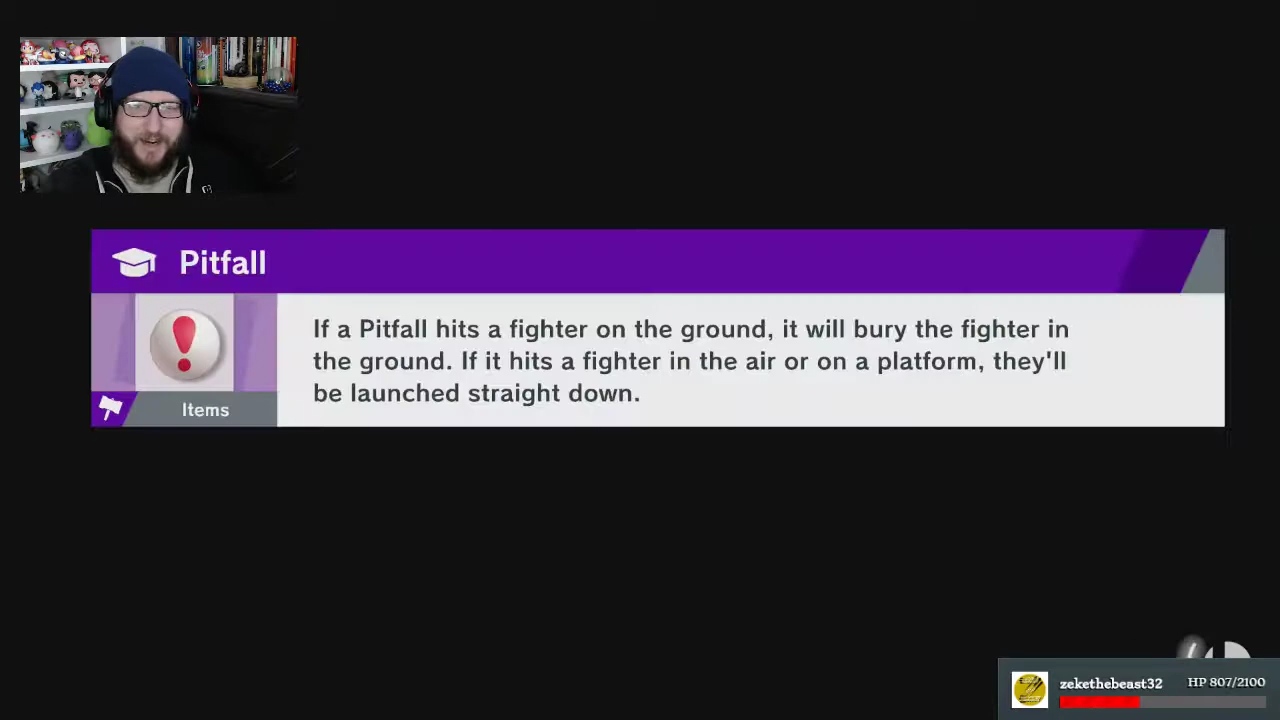 Pitfall
If a Pitfall hits a fighter on the ground, it will bury the fighter in
the ground. If it hits a fighter in the air or on a platform, they'll
be launched straight down.
Items
zekethebeast32 HP 807/2100